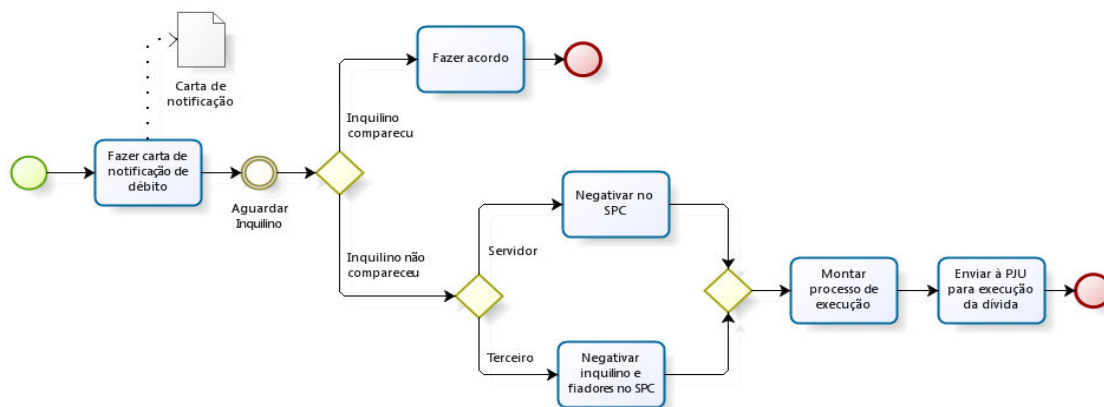 Carta de
notificação
Fazer carta de
notificação de
débito
Aguardar
Inquilino
Inquilino
comparecu
Fazer acordo
Inquilino não
compareceu
Servidor
Negativar no
SPC
Terceiro
Negativar
inquilino e
fiadores no SPC
Montar
processo de
execução
Enviar à PJU
para execução
da dívida